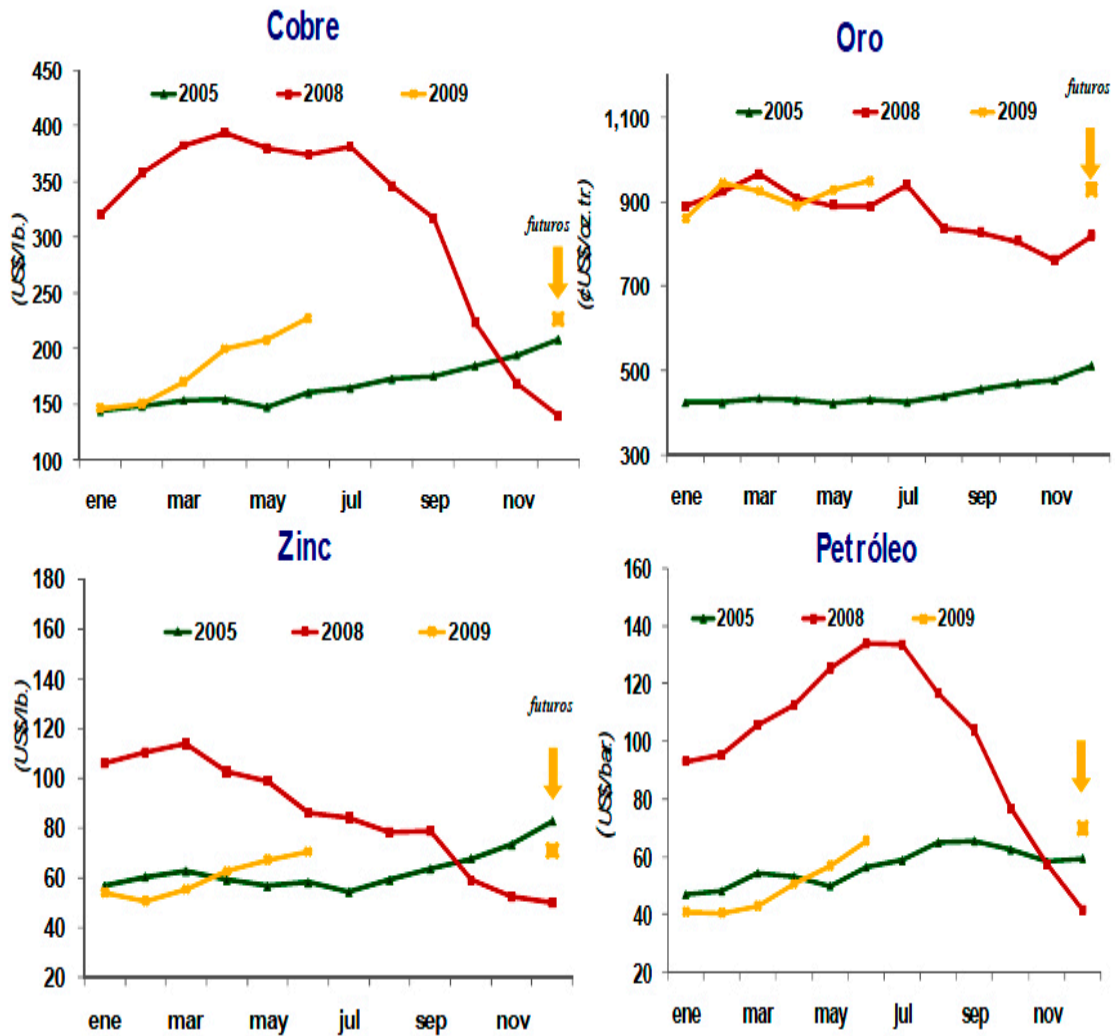 Cobre
450
400
350
300
250
200
150
100
(US$/lb.)
2005 2008 2009
futuros
ene mar may jul sep nov
Oro
1,100
900
700
500
300
(¢US$/oz.tr.)
2005 2008 2009
futuros
ene mar may jul sep nov
Zinc
180
160
140
120
100
80
60
40
20
(US$/lb.)
2005 2008 2009
futuros
ene mar may jul sep nov
Petróleo
160
140
120
100
80
60
40
20
(US$/bar.)
2005 2008 2009
futuros
ene mar may jul sep nov